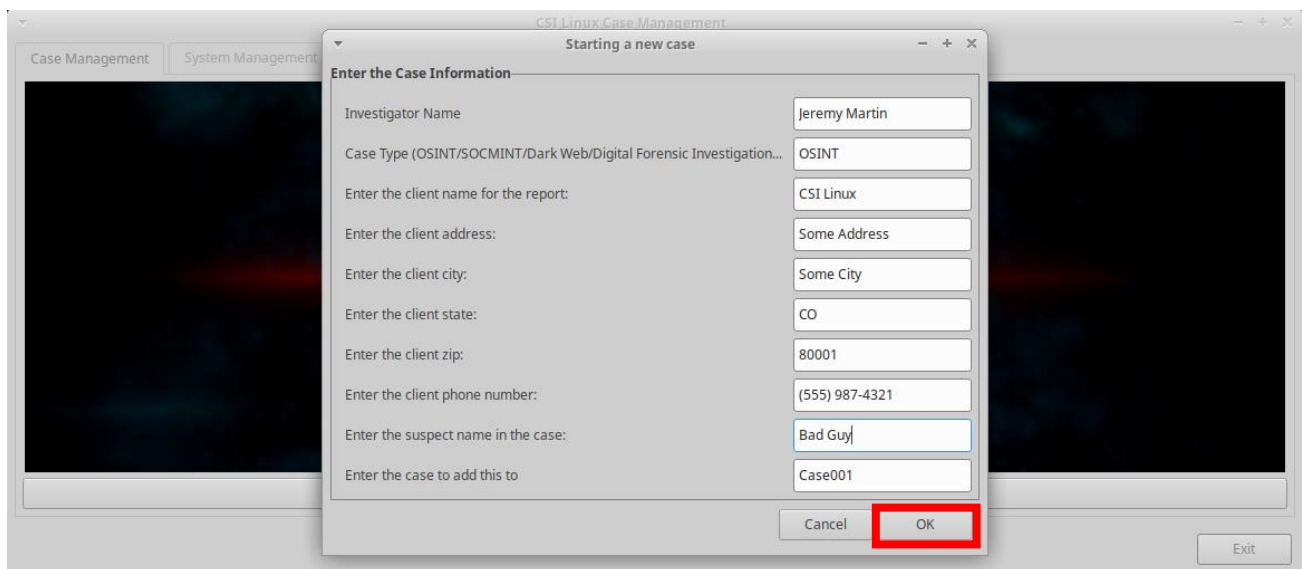 CSI Linux Case Management
Starting a new case
Case Management System Management
Enter the Case Information
Investigator Name Jeremy Martin
Case Type (OSINT/SOCMINT/Dark Web/Digital Forensic Investigation... OSINT
Enter the client name for the report: CSI Linux
Enter the client address: Some Address
Enter the client city: Some City
Enter the client state: CO
Enter the client zip: 80001
Enter the client phone number: (555) 987-4321
Enter the suspect name in the case: Bad Guy
Enter the case to add this to Case001
Cancel OK
Exit